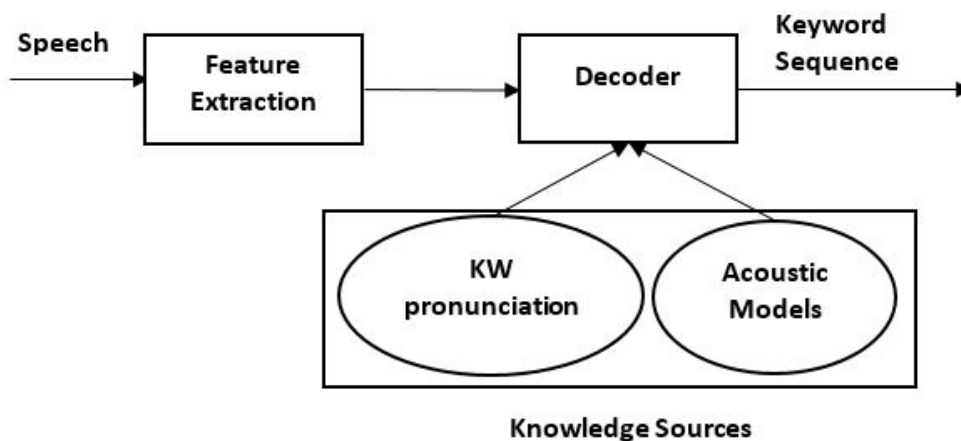 Speech
Feature
Extraction
Decoder
Keyword
Sequence
KW
pronunciation
Acoustic
Models
Knowledge Sources